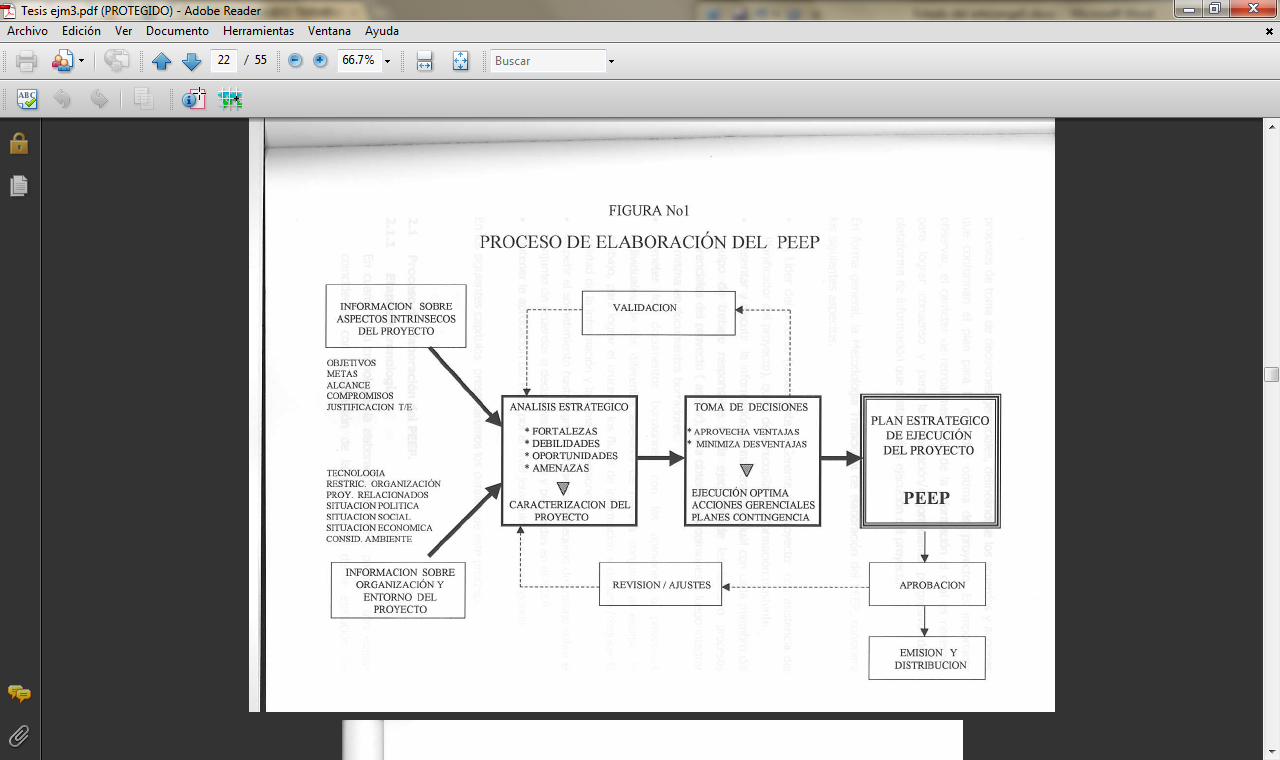 Tesis ejm3.pdf (PROTEGIDO) - Adobe Reader
Archivo Edición Ver Documento Herramientas Ventana Ayuda
22 / 55 66.7% Buscar
ABC
FIGURA No1
PROCESO DE ELABORACIÓN DEL PEEP
INFORMACION SOBRE
ASPECTOS INTRINSECOS
DEL PROYECTO
VALIDACION
OBJETIVOS
METAS
ALCANCE
COMPROMISOS
JUSTIFICACION T/E
ANALISIS ESTRATEGICO
* FORTALEZAS
* DEBILIDADES
* OPORTUNIDADES
* AMENAZAS
CARACTERIZACION DEL
PROYECTO
TOMA DE DECISIONES
* APROVECHA VENTAJAS
* MINIMIZA DESVENTAJAS
EJECUCIÓN OPTIMA
ACCIONES GERENCIALES
PLANES CONTINGENCIA
PLAN ESTRATEGICO
DE EJECUCIÓN
DEL PROYECTO
PEEP
TECNOLOGIA
RESTRIC. ORGANIZACIÓN
PROY. RELACIONADOS
SITUACION POLITICA
SITUACION SOCIAL
SITUACION ECONOMICA
CONSID. AMBIENTE
INFORMACION SOBRE
ORGANIZACIÓN Y
ENTORNO DEL
PROYECTO
REVISION / AJUSTES
APROBACION
EMISION Y
DISTRIBUCION